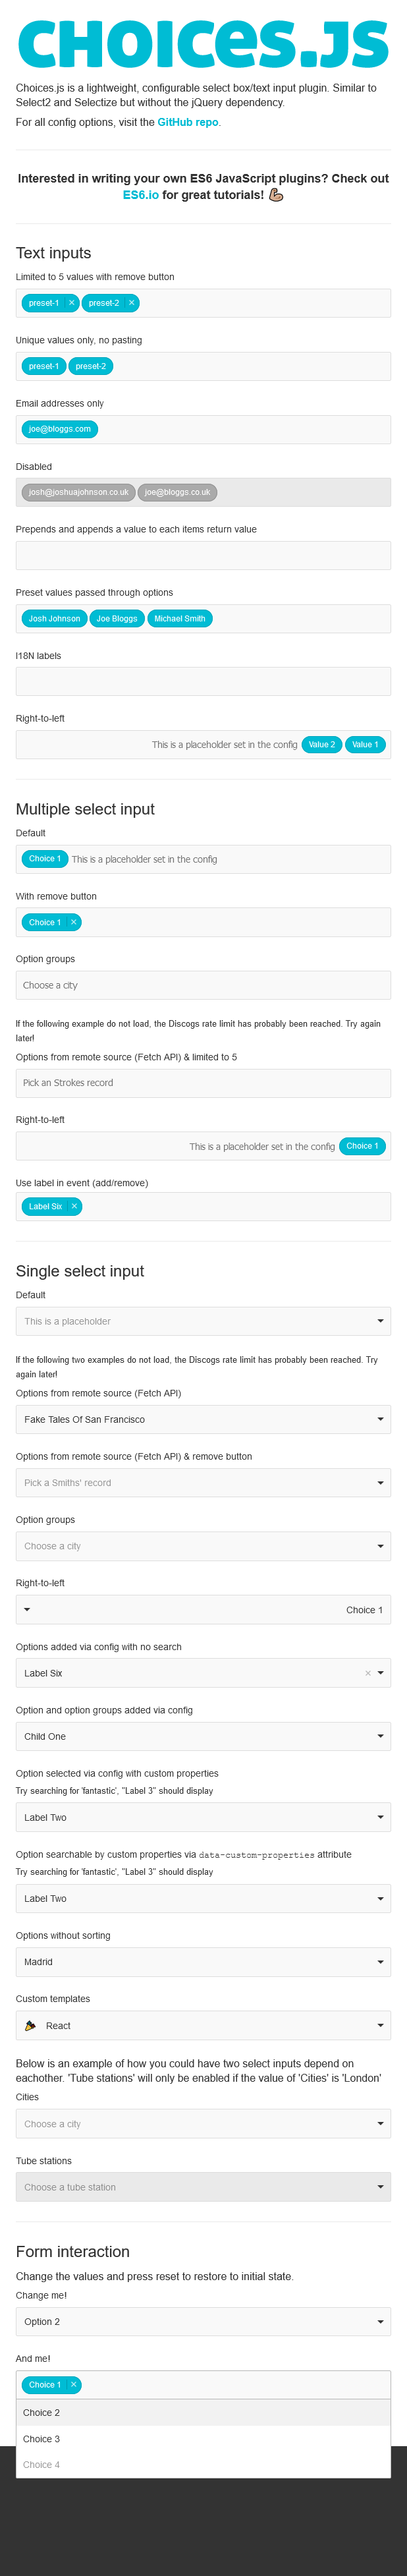 CHOICES.JS
Choices.js is a lightweight, configurable select box/text input plugin. Similar to
Select2 and Selectize but without the jQuery dependency.
For all config options, visit the GitHub repo.
Interested in writing your own ES6 JavaScript plugins? Check out
ES6.io for great tutorials! 💪🏼
Text inputs
Limited to 5 values with remove button
preset-1 × preset-2 ×
Unique values only, no pasting
preset-1 preset-2
Email addresses only
joe@bloggs.com
Disabled
josh@joshuajohnson.co.uk joe@bloggs.co.uk
Prepends and appends a value to each items return value
Preset values passed through options
Josh Johnson Joe Bloggs Michael Smith
I18N labels
Right-to-left
This is a placeholder set in the config Value 2 Value 1
Multiple select input
Default
Choice 1 This is a placeholder set in the config
With remove button
Choice 1 ×
Option groups
Choose a city
If the following example do not load, the Discogs rate limit has probably been reached. Try again
later!
Options from remote source (Fetch API) & limited to 5
Pick an Strokes record
Right-to-left
This is a placeholder set in the config Choice 1
Use label in event (add/remove)
Label Six ×
Single select input
Default
This is a placeholder
If the following two examples do not load, the Discogs rate limit has probably been reached. Try
again later!
Options from remote source (Fetch API)
Fake Tales Of San Francisco
Options from remote source (Fetch API) & remove button
Pick a Smiths' record
Option groups
Choose a city
Right-to-left
Choice 1
Options added via config with no search
Label Six ×
Option and option groups added via config
Child One
Option selected via config with custom properties
Try searching for 'fantastic', "Label 3" should display
Label Two
Option searchable by custom properties via data-custom-properties attribute
Try searching for 'fantastic', "Label 3" should display
Label Two
Options without sorting
Madrid
Custom templates
🎉 React
Below is an example of how you could have two select inputs depend on
eachother. 'Tube stations' will only be enabled if the value of 'Cities' is 'London'
Cities
Choose a city
Tube stations
Choose a tube station
Form interaction
Change the values and press reset to restore to initial state.
Change me!
Option 2
And me!
Choice 1 ×
Choice 2
Choice 3
Choice 4